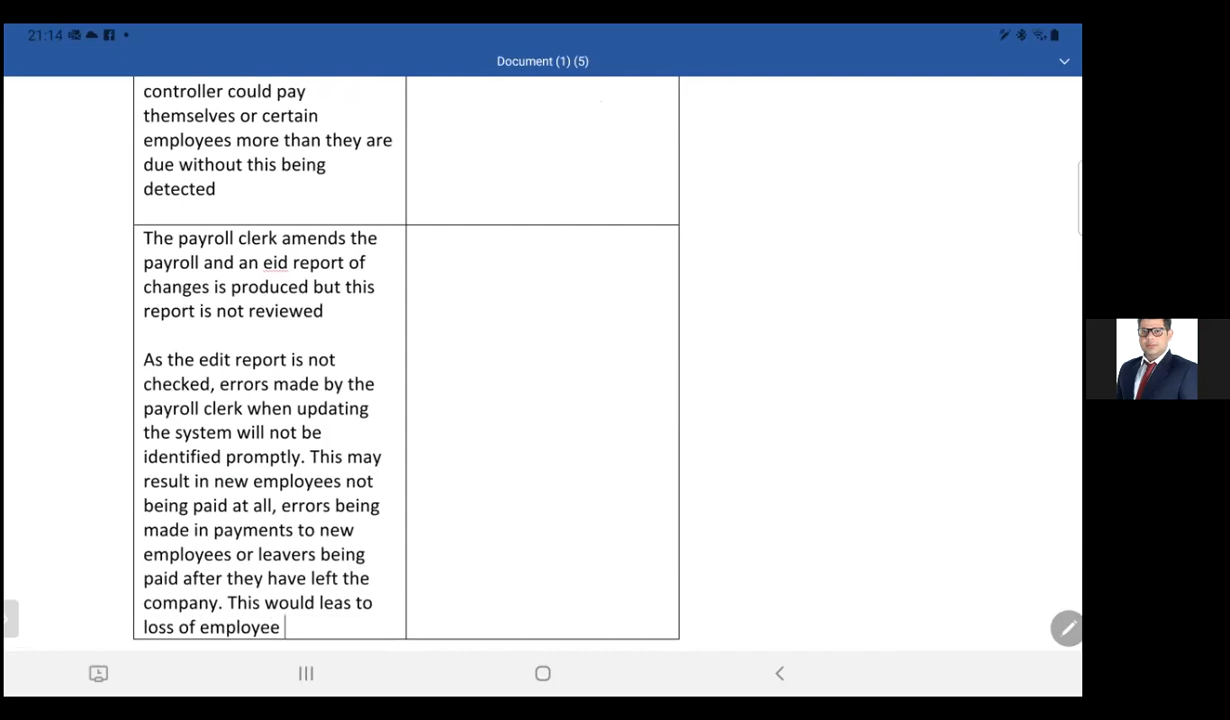 21:14
Document (1) (5)
controller could pay
themselves or certain
employees more than they are
due without this being
detected
The payroll clerk amends the
payroll and an eid report of
changes is produced but this
report is not reviewed
As the edit report is not
checked, errors made by the
payroll clerk when updating
the system will not be
identified promptly. This may
result in new employees not
being paid at all, errors being
made in payments to new
employees or leavers being
paid after they have left the
company. This would leas to
loss of employee